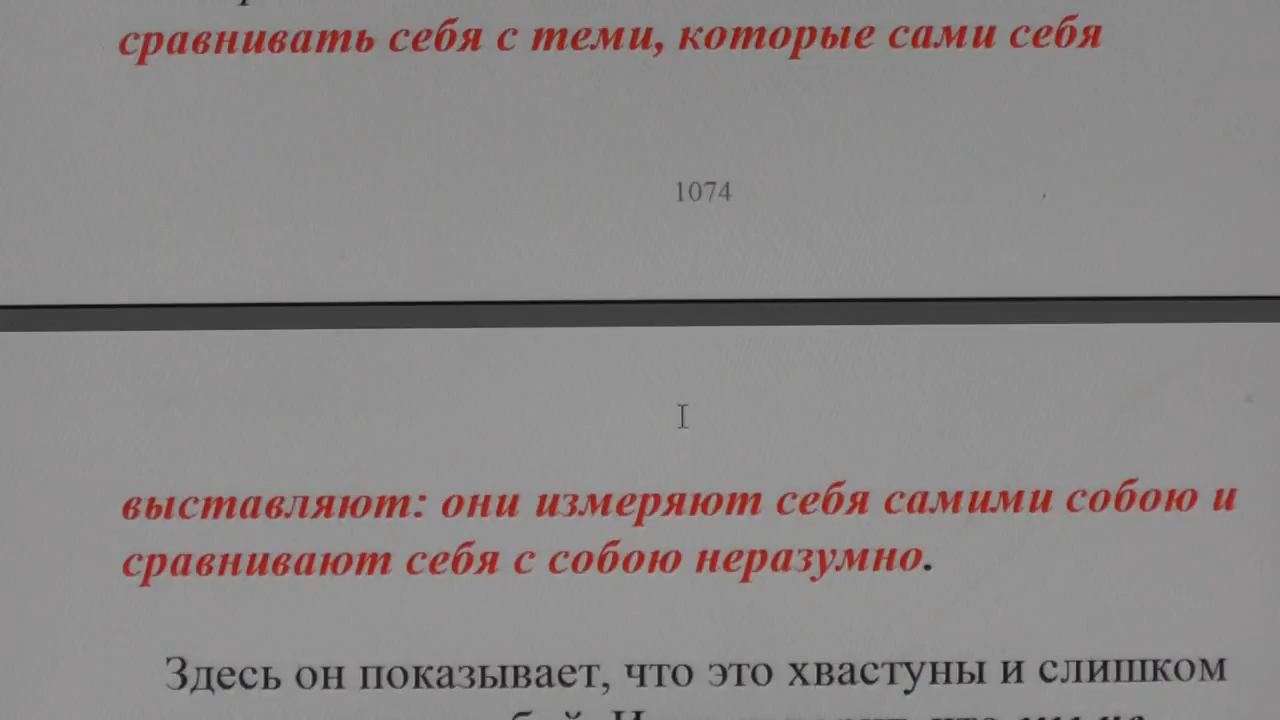 сравнивать себя с теми, которые сами себя
1074
выставляют: они измеряют себя самими собою и
сравнивают себя с собою неразумно.
Здесь он показывает, что это хвастуны и слишком